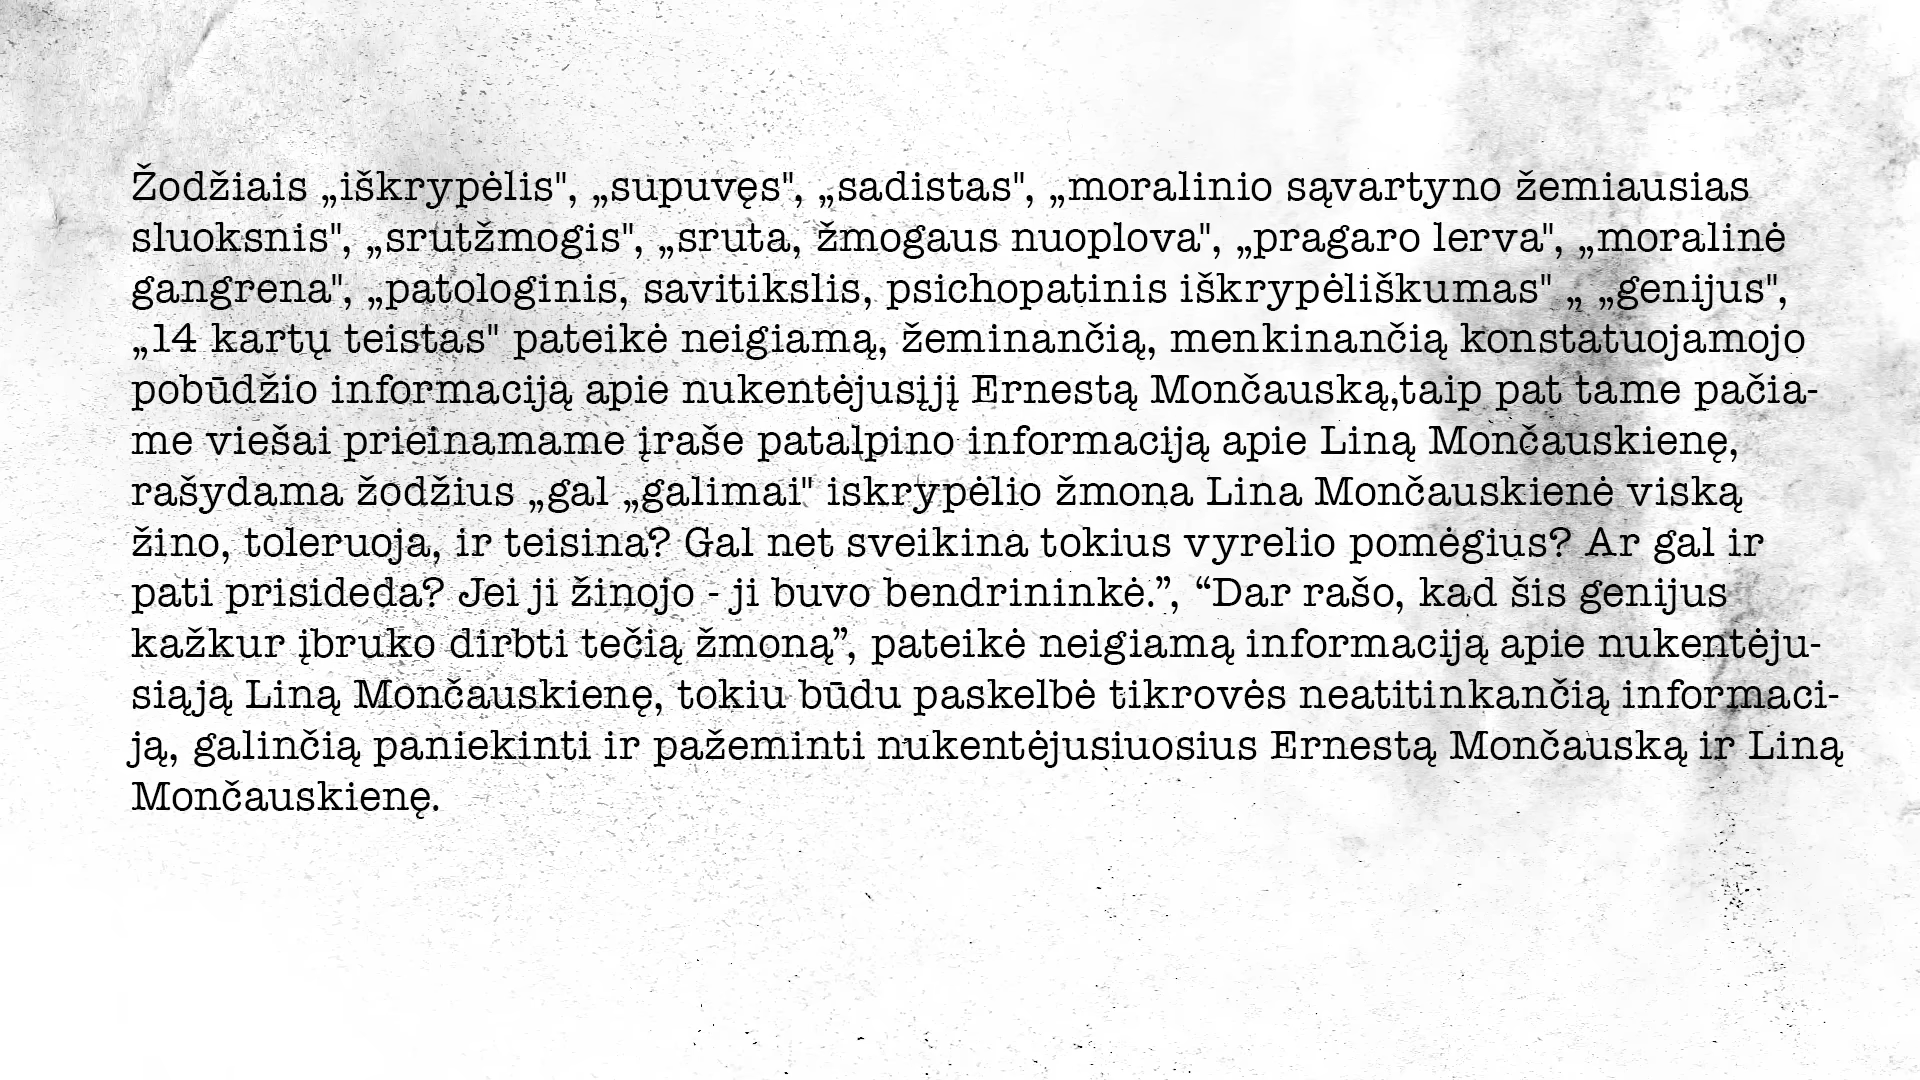 Žodžiais „iškrypėlis", „supuvęs", „sadistas", „moralinio sąvartyno žemiausias
sluoksnis", „srutžmogis", „sruta, žmogaus nuoplova", „pragaro lerva", „moralinė
gangrena", „patologinis, savitikslis, psichopatinis iškrypėliškumas" „ „genijus",
„14 kartų teistas" pateikė neigiamą, žeminančią, menkinančią konstatuojamojo
pobūdžio informaciją apie nukentėjusįjį Ernestą Mončauską,taip pat tame pačia-
me viešai prieinamame įraše patalpino informaciją apie Liną Mončauskienę,
rašydama žodžius „gal „galimai" iskrypėlio žmona Lina Mončauskienė viską
žino, toleruoja, ir teisina? Gal net sveikina tokius vyrelio pomėgius? Ar gal ir
pati prisideda? Jei ji žinojo - ji buvo bendrininkė.”, “Dar rašo, kad šis genijus
kažkur įbruko dirbti tečią žmoną”, pateikė neigiamą informaciją apie nukentėju-
siąją Liną Mončauskienę, tokiu būdu paskelbė tikrovės neatitinkančią informaci-
ją, galinčią paniekinti ir pažeminti nukentėjusiuosius Ernestą Mončauską ir Liną
Mončauskienę.